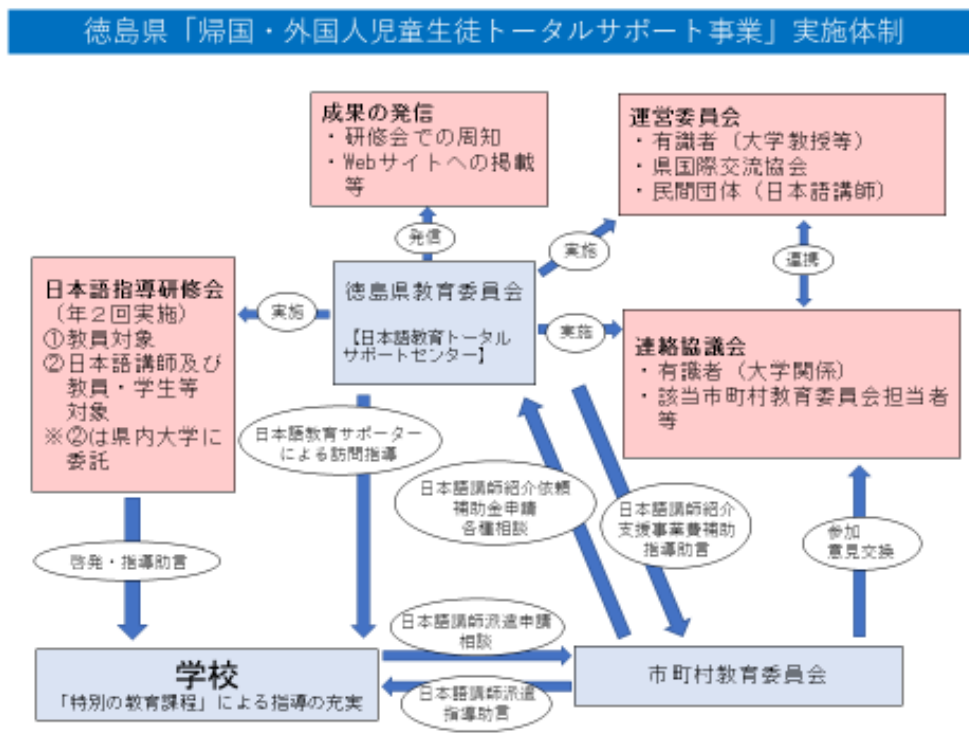 徳島県「帰国・外国人児童生徒トータルサポート事業」実施体制
成果の発信
・研修会での周知
・Webサイトへの掲載
等
運営委員会
・有識者（大学教授等）
・県国際交流協会
・民間団体（日本語講師）
発信
実施
連携
日本語指導研修会
（年２回実施）
①教員対象
②日本語講師及び
教員・学生等
対象
※②は県内大学に
委託
実施
徳島県教育委員会
【日本語教育トータル
サポートセンター】
実施
連絡協議会
・有識者（大学関係）
・該当市町村教育委員会担当者
等
日本語教育サポーター
による訪問指導
日本語講師紹介依頼
補助金申請
各種相談
日本語講師紹介
支援事業費補助
指導助言
参加
意見交換
啓発・指導助言
日本語講師派遣申請
相談
学校
「特別の教育課程」による指導の充実
市町村教育委員会
日本語講師派遣
指導助言